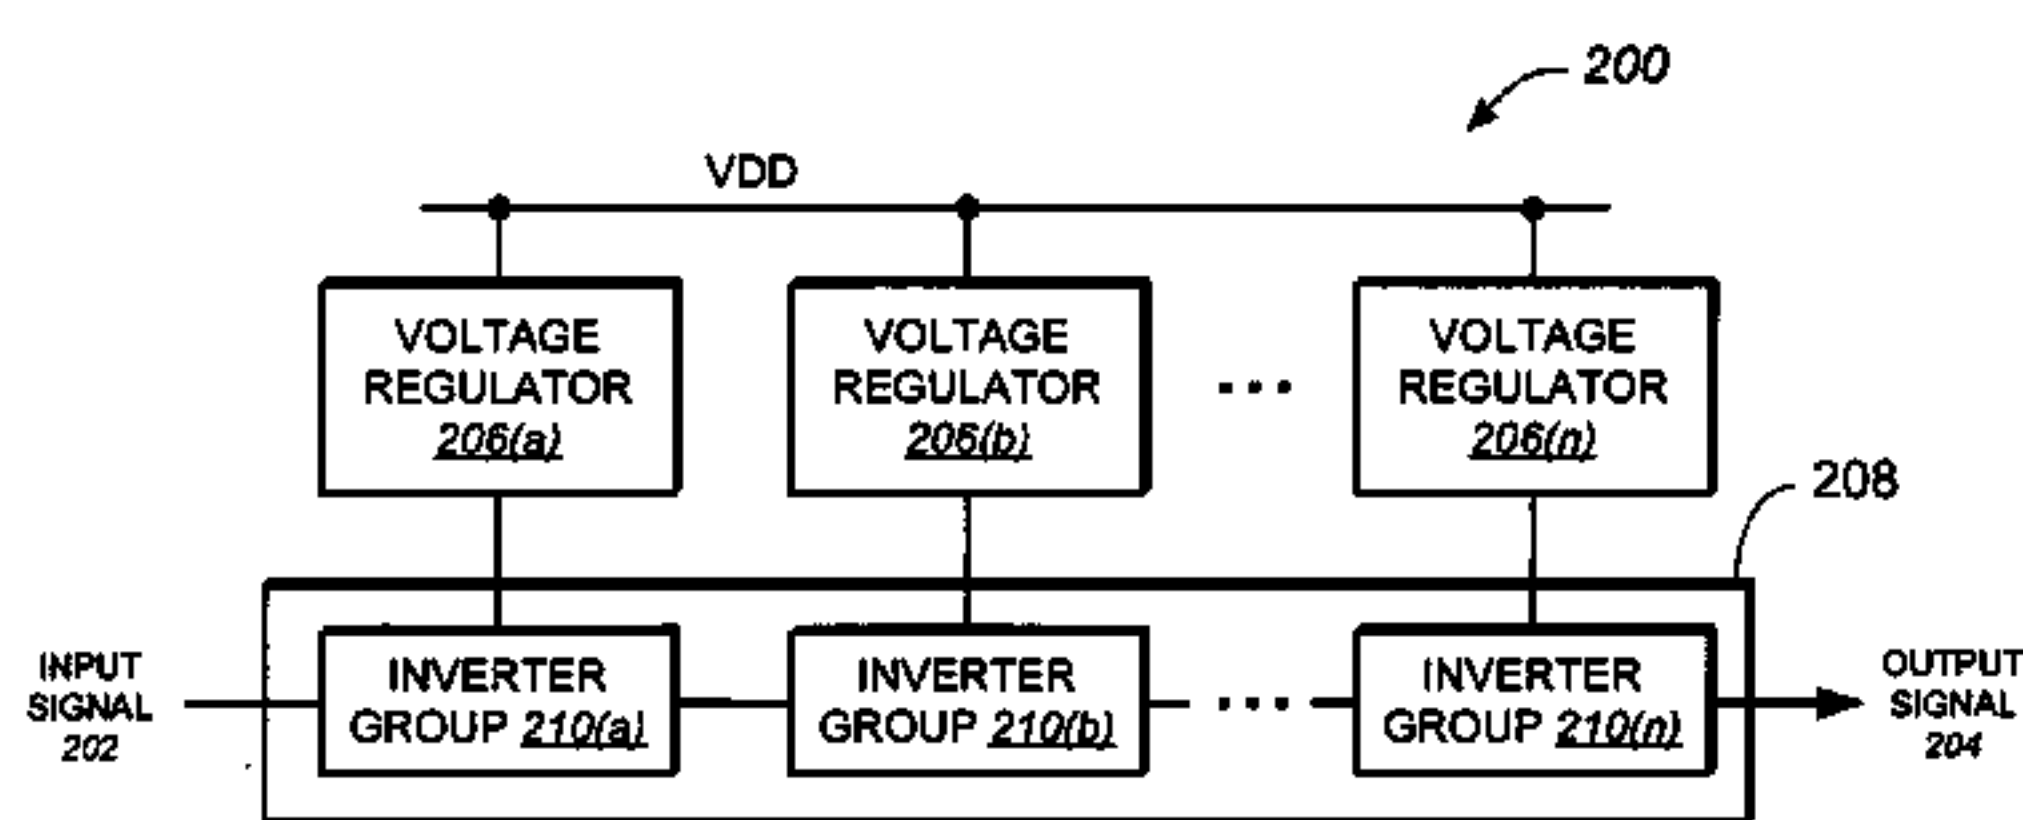 200
VDD
VOLTAGE
REGULATOR
206(a)
VOLTAGE
REGULATOR
206(b)
VOLTAGE
REGULATOR
206(n)
208
INPUT
SIGNAL
202
INVERTER
GROUP 210(a)
INVERTER
GROUP 210(b)
INVERTER
GROUP 210(n)
OUTPUT
SIGNAL
204